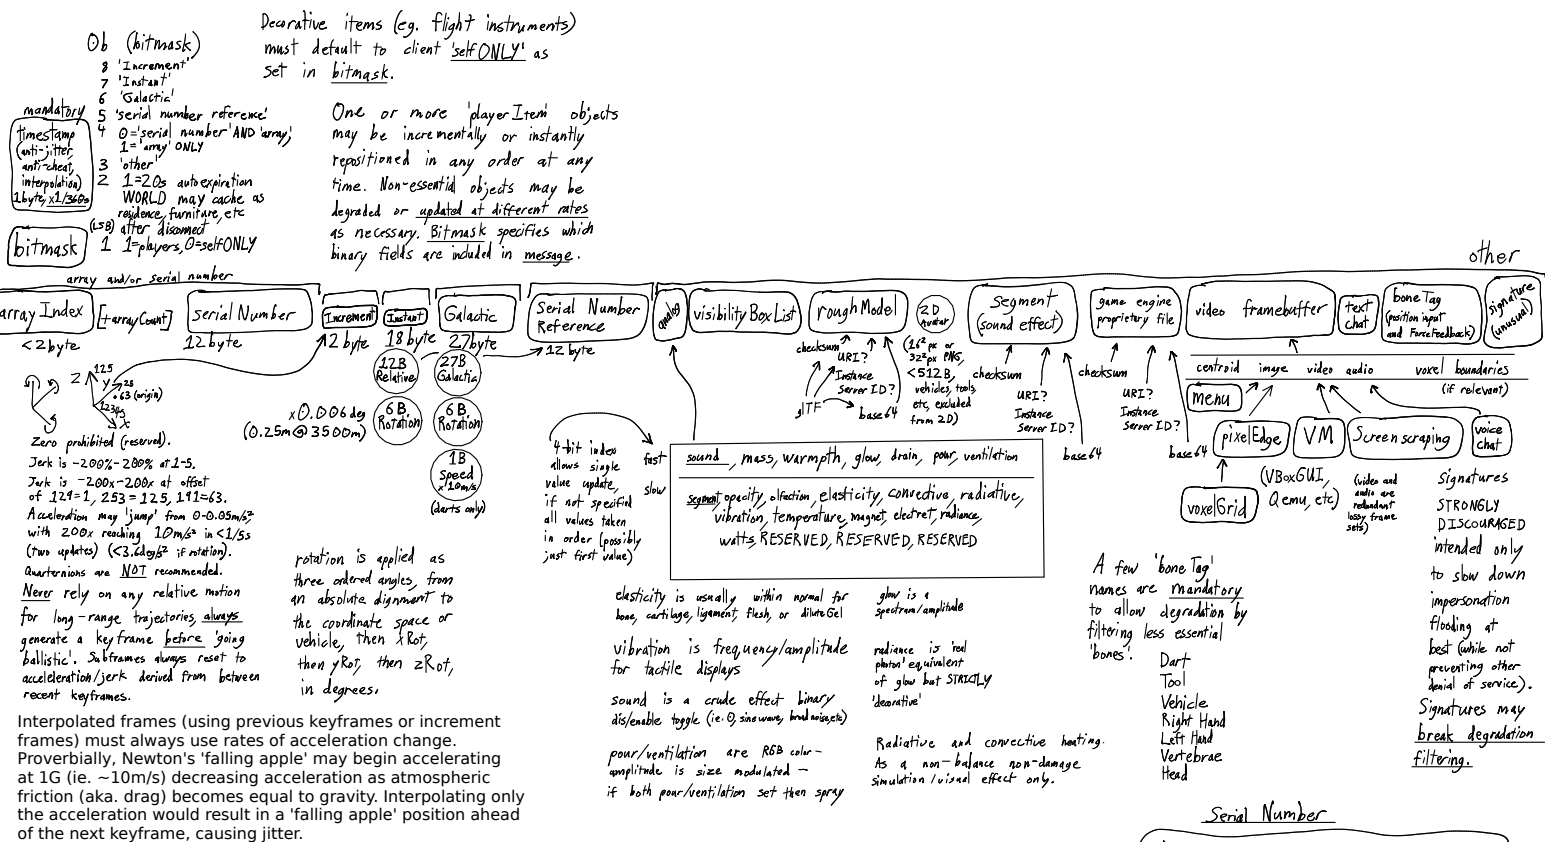 Ob (bitmask)
8 'Increment'
7 'Instant'
6 'Galactic'
5 'serial number reference'
4 0='serial number' AND 'array',
1='array' ONLY
3 'other'
2 1=20s autoexpiration
WORLD may cache as
residence, furniture, etc
after disconnect
(LSB)
1 1=players, 0=selfONLY
mandatory
timestamp
(anti-jitter,
anti-cheat,
interpolation)
1byte, x1/360s
bitmask
Decorative items (eg. flight instruments)
must default to client 'selfONLY' as
set in bitmask.
One or more 'playerItem' objects
may be incrementally or instantly
repositioned in any order at any
time. Non-essential objects may be
degraded or updated at different rates
as necessary. Bitmask specifies which
binary fields are included in message.
other
array and/or serial number
array Index
[+arrayCount]
Serial Number
Increment
Instant
Galactic
Serial Number
Reference
analog
visibilityBoxList
roughModel
2D
Avatar
Segment
(sound effect)
game engine
proprietary file
video framebuffer
text
chat
boneTag
(position input
and ForceFeedback)
signature
(unusual)
<2byte
12byte
2byte
18byte
27byte
12byte
12B
Relative
27B
Galactic
6B
Rotation
6B
Rotation
1B
Speed
x10m/s
(darts only)
x0.006deg
(0.25m@3500m)
checksum
URI?
Instance
Server ID?
glTF
base64
(16²px or
32²px PNG,
<512B,
vehicles, tools,
etc, excluded
from 2D)
checksum
URI?
Instance
Server ID?
base64
checksum
URI?
Instance
Server ID?
base64
centroid image video audio voxel boundaries
(if relevant)
menu
pixelEdge
VM
Screen scraping
voice
chat
voxelGrid
(VBoxGUI,
Qemu, etc)
(video and
audio are
redundant
lossy frame
sets)
Z
125
Y
.63 (origin)
X
Zero prohibited (reserved).
Jerk is -200%-200% at 1-5.
Jerk is -200x-200x at offset
of 129=1, 253=125, 191=63.
Acceleration may 'jump' from 0-0.05m/s²
with 200x reaching 10m/s² in <1/5s
(two updates) (<3.6deg/s² if rotation).
Quarternions are NOT recommended.
Never rely on any relative motion
for long-range trajectories, always
generate a keyframe before 'going
ballistic'. Subframes always reset to
acceleration/jerk derived from between
recent keyframes.
rotation is applied as
three ordered angles, from
an absolute alignment to
the coordinate space or
vehicle, then xRot,
then yRot, then zRot,
in degrees.
4-bit index
allows single
value update,
if not specified
all values taken
in order (possibly
just first value)
fast
slow
sound, mass, warmpth, glow, drain, pour, ventilation
segment, opacity, olfaction, elasticity, convective, radiative,
vibration, temperature, magnet, electret, radiance,
watts, RESERVED, RESERVED, RESERVED
elasticity is usually within normal for
bone, cartilage, ligament, flesh, or diluteGel
vibration is frequency/amplitude
for tactile displays
sound is a crude effect binary
dis/enable toggle (ie. 0, sine wave, broad noise, etc)
pour/ventilation are RGB color-
amplitude is size modulated -
if both pour/ventilation set then spray
glow is a
spectrum/amplitude
radiance is 'real
photon' equivalent
of glow but STRICTLY
'decorative'
Radiative and convective heating.
As a non-balance non-damage
simulation/visual effect only.
A few 'bone Tag'
names are mandatory
to allow degradation by
filtering less essential
'bones'.
Dart
Tool
Vehicle
Right Hand
Left Hand
Vertebrae
Head
Signatures
STRONGLY
DISCOURAGED
intended only
to slow down
impersonation
flooding at
best (while not
preventing other
denial of service).
Signatures may
break degradation
filtering.
Interpolated frames (using previous keyframes or increment
frames) must always use rates of acceleration change.
Proverbially, Newton's 'falling apple' may begin accelerating
at 1G (ie. ~10m/s) decreasing acceleration as atmospheric
friction (aka. drag) becomes equal to gravity. Interpolating only
the acceleration would result in a 'falling apple' position ahead
of the next keyframe, causing jitter.
Serial Number